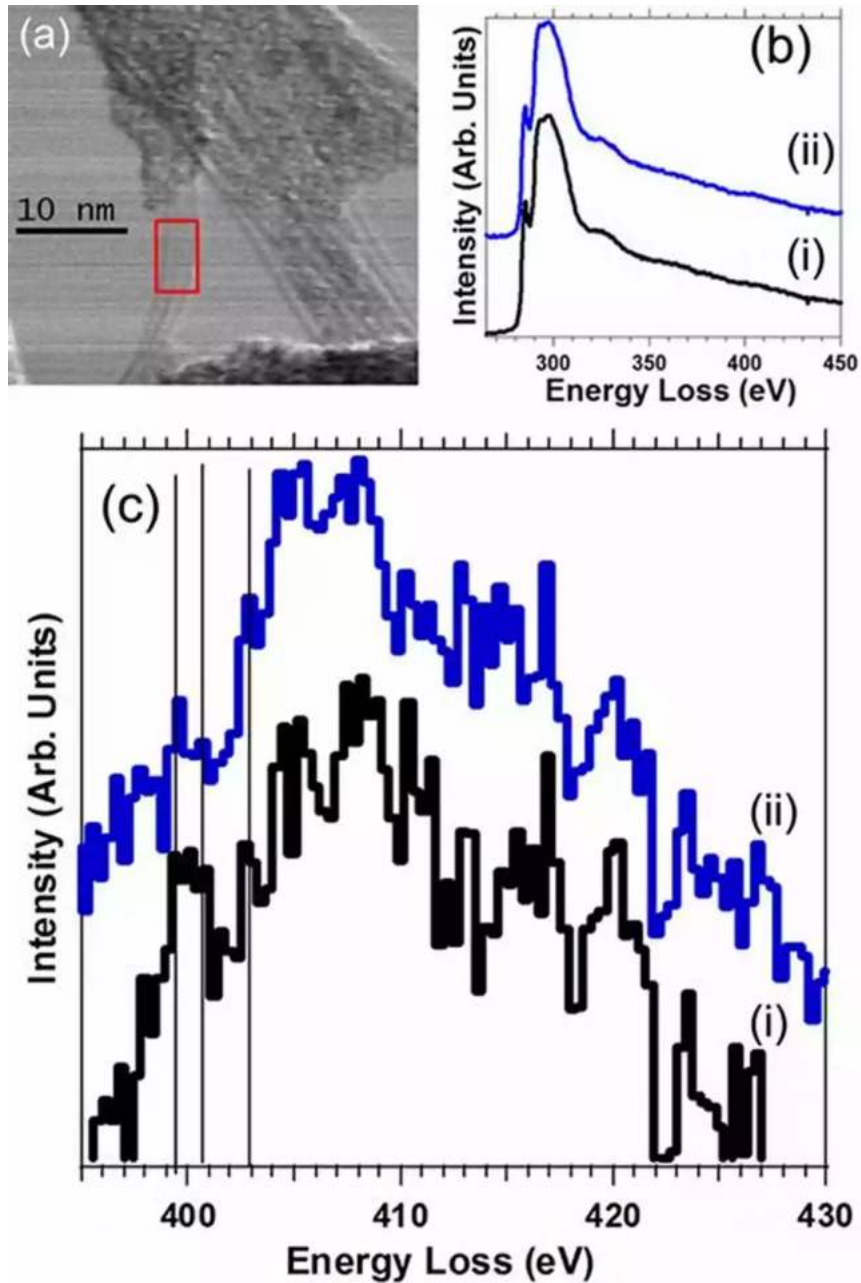 (a)
10 nm
(b)
(ii)
(i)
Intensity (Arb. Units)
300 350 400 450
Energy Loss (eV)
(c)
(ii)
(i)
Intensity (Arb. Units)
400 410 420 430
Energy Loss (eV)